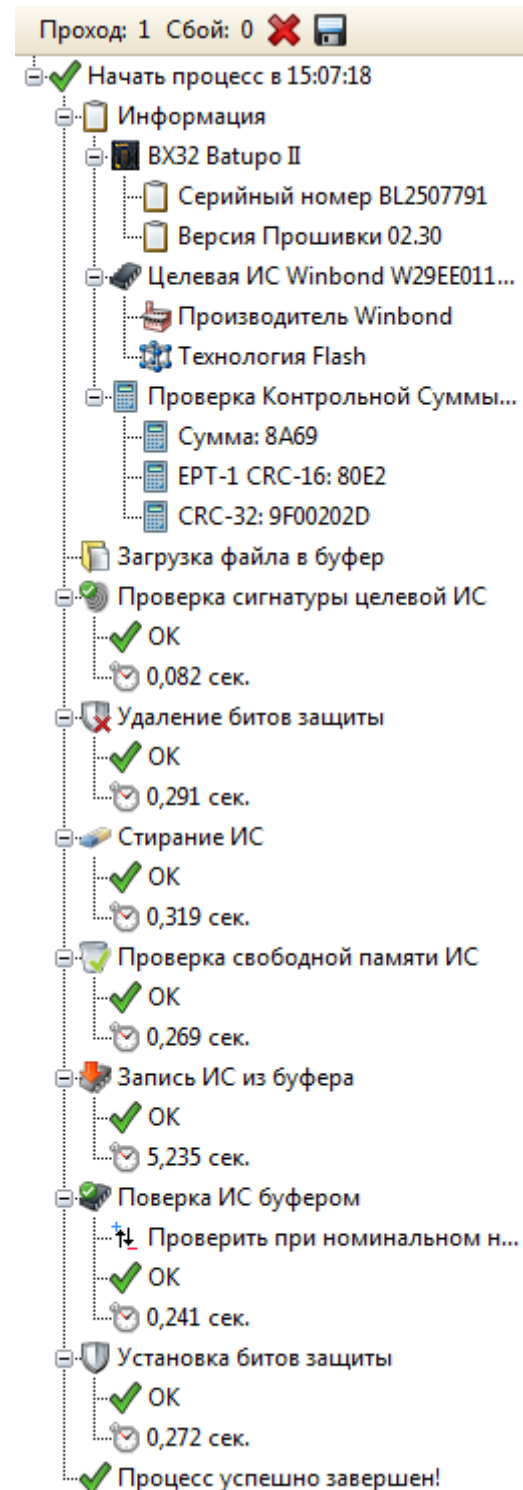 Проход: 1 Сбой: 0
Начать процесс в 15:07:18
Информация
BX32 Batupo II
Серийный номер BL2507791
Версия Прошивки 02.30
Целевая ИС Winbond W29EE011...
Производитель Winbond
Технология Flash
Проверка Контрольной Суммы...
Сумма: 8A69
EPT-1 CRC-16: 80E2
CRC-32: 9F00202D
Загрузка файла в буфер
Проверка сигнатуры целевой ИС
OK
0,082 сек.
Удаление битов защиты
OK
0,291 сек.
Стирание ИС
OK
0,319 сек.
Проверка свободной памяти ИС
OK
0,269 сек.
Запись ИС из буфера
OK
5,235 сек.
Поверка ИС буфером
Проверить при номинальном н...
OK
0,241 сек.
Установка битов защиты
OK
0,272 сек.
Процесс успешно завершен!